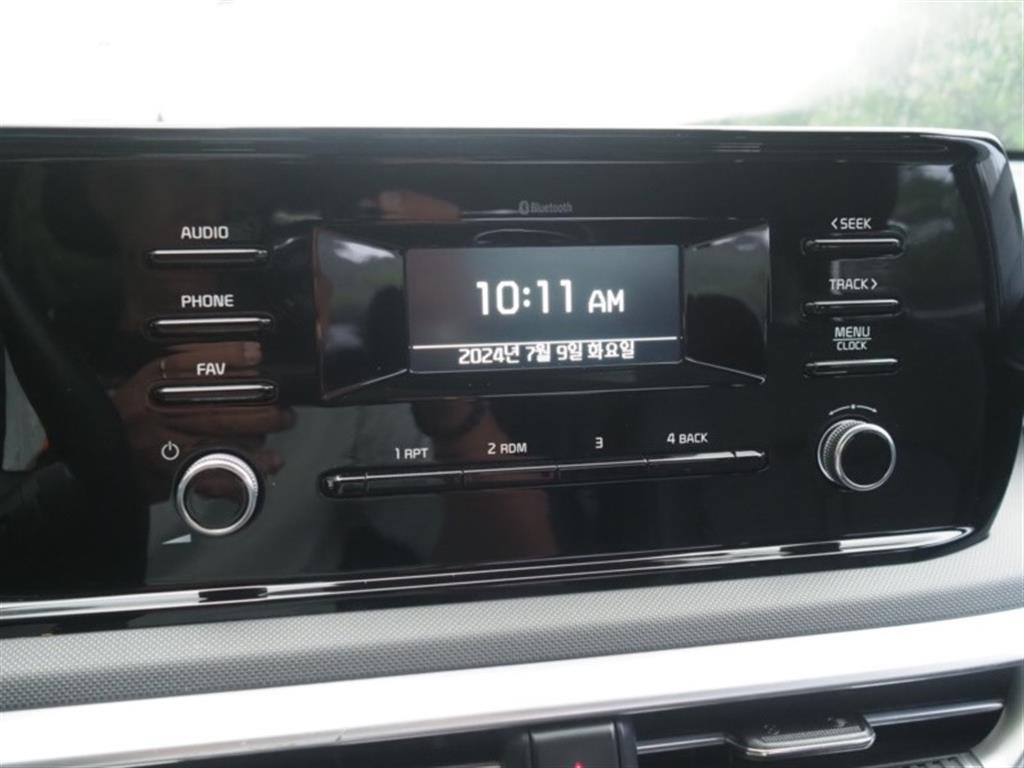 Bluetooth
AUDIO
PHONE
FAV
10:11 AM
2024년 7월 9일 화요일
<SEEK
TRACK>
MENU
CLOCK
1 RPT
2 RDM
3
4 BACK